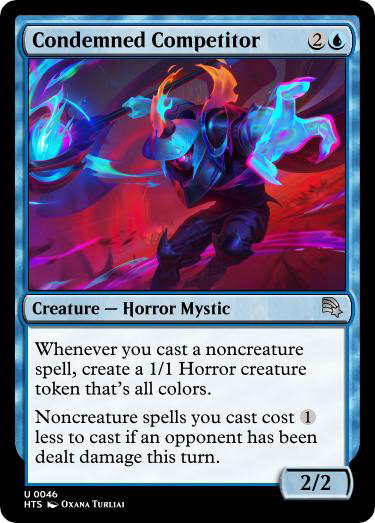 Condemned Competitor 2
Creature — Horror Mystic
Whenever you cast a noncreature
spell, create a 1/1 Horror creature
token that's all colors.
Noncreature spells you cast cost 1
less to cast if an opponent has been
dealt damage this turn.
2/2
U 0046
HTS Oxana Turliai